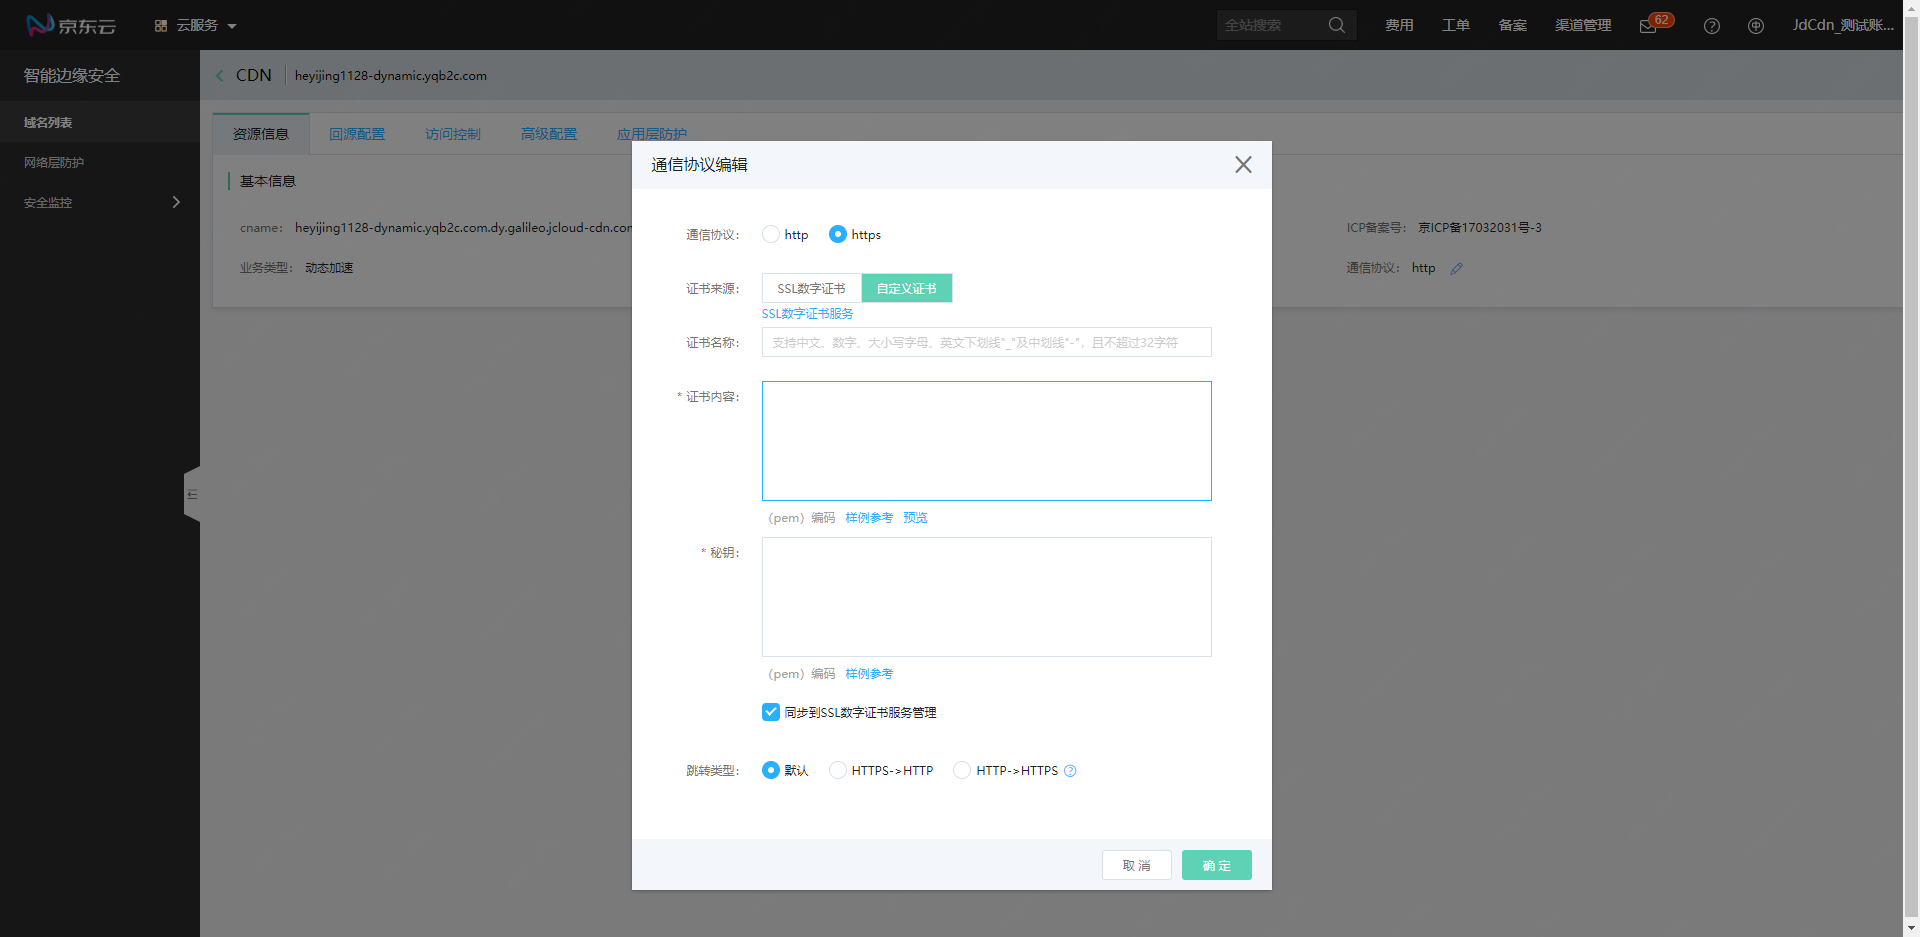 京东云
云服务
全站搜索
费用
工单
备案
渠道管理
62
JdCdn_测试账...
智能边缘安全
域名列表
网络层防护
安全监控
CDN
heyijing1128-dynamic.yqb2c.com
资源信息
回源配置
访问控制
高级配置
应用层防护
基本信息
cname: heyijing1128-dynamic.yqb2c.com.dy.galileo.jcloud-cdn.con
ICP备案号: 京ICP备17032031号-3
业务类型: 动态加速
通信协议: http
通信协议编辑
通信协议: http https
证书来源: SSL数字证书 自定义证书
SSL数字证书服务
证书名称: 支持中文、数字、大小写字母、英文下划线"_"及中划线"-"，且不超过32字符
* 证书内容:
(pem) 编码 样例参考 预览
* 秘钥:
(pem) 编码 样例参考
同步到SSL数字证书服务管理
跳转类型: 默认 HTTPS->HTTP HTTP->HTTPS
取消
确定